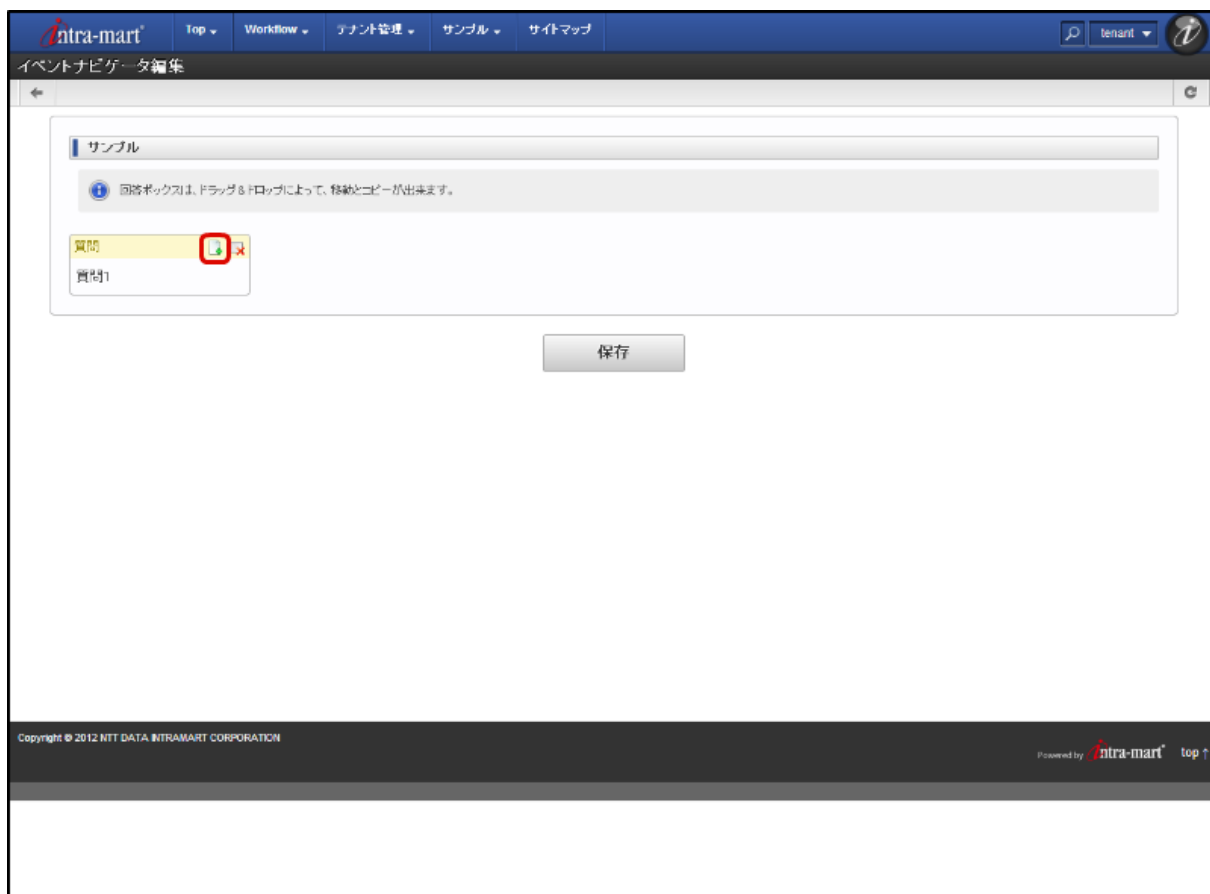 intra-mart Top Workflow テナント管理 サンプル サイトマップ tenant
イベントナビゲータ編集
サンプル
回答ボックスは、ドラッグ＆ドロップによって、移動とコピーが出来ます。
質問
質問1
保存
Copyright © 2012 NTT DATA INTRAMART CORPORATION
Powered by intra-mart top ↑